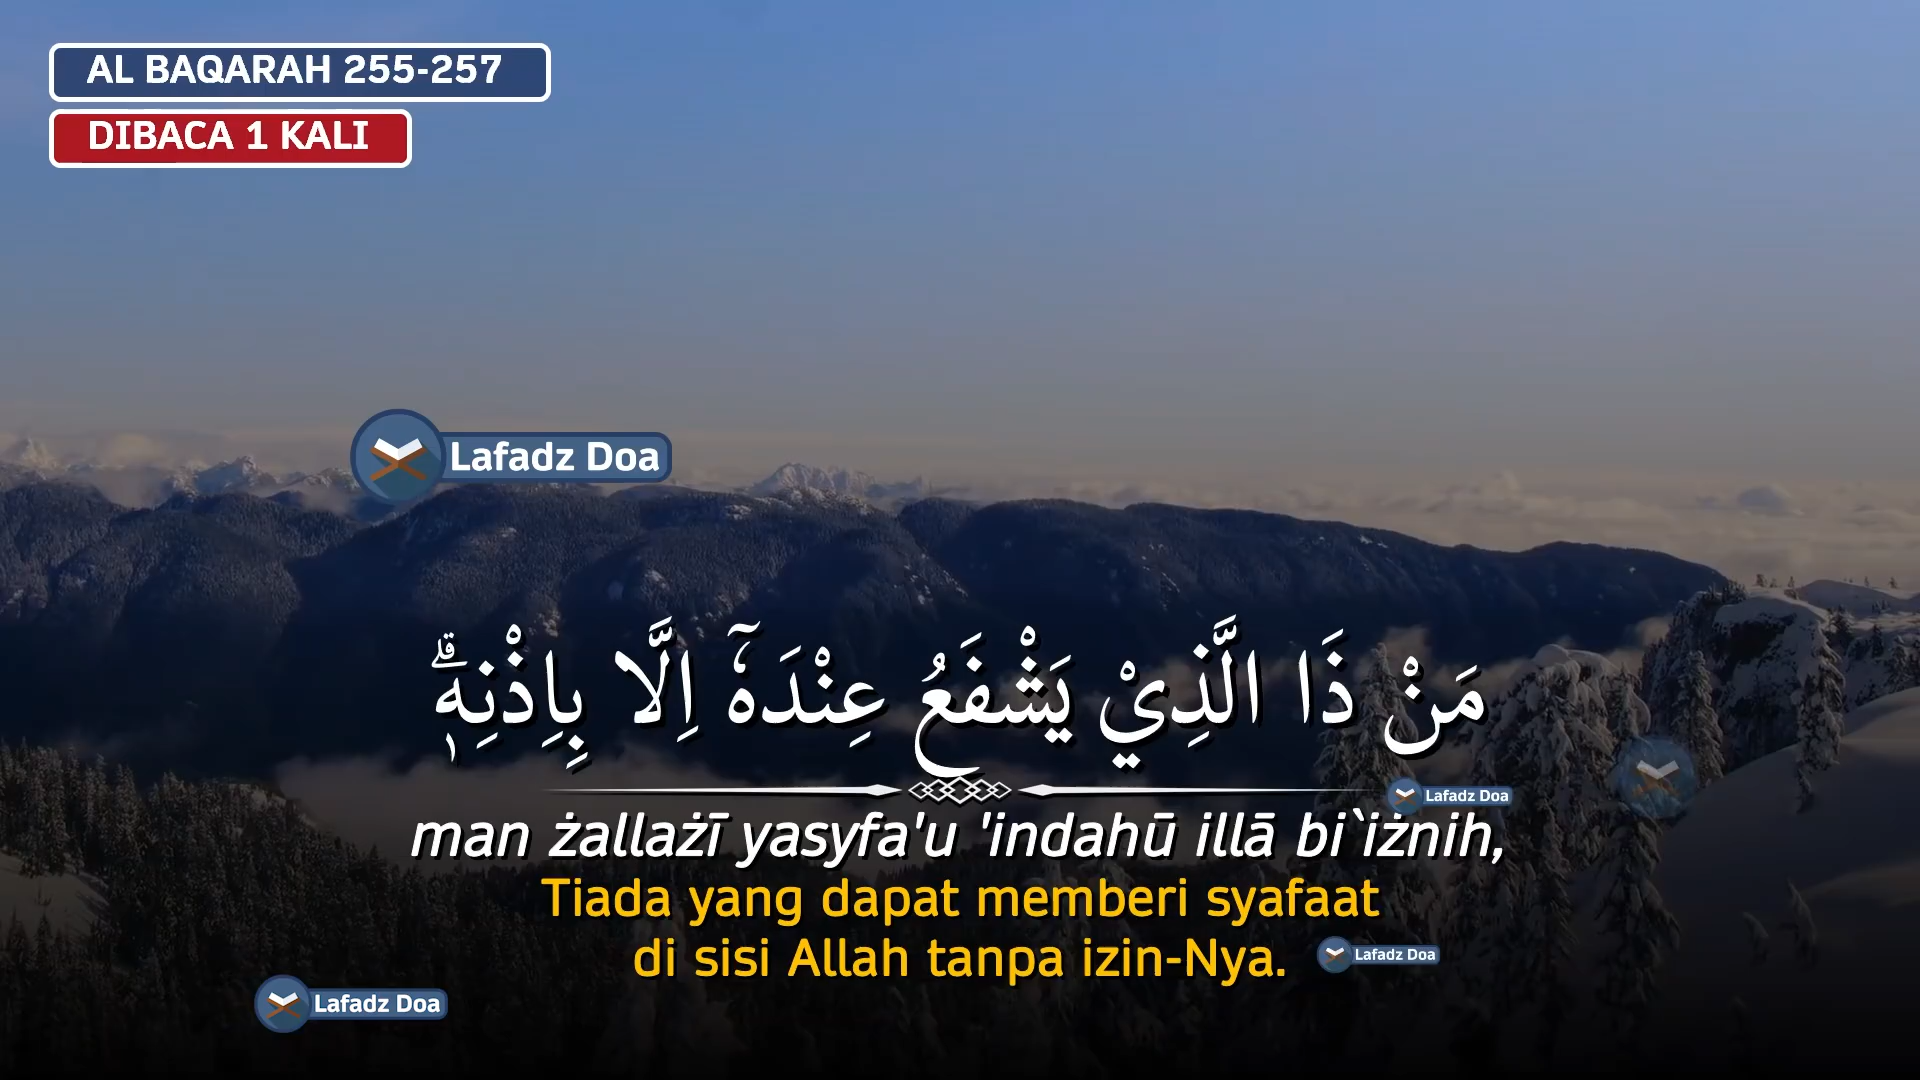 AL BAQARAH 255-257
DIBACA 1 KALI
Lafadz Doa
مَنْ ذَا الَّذِيْ يَشْفَعُ عِنْدَهٗٓ اِلَّا بِاِذْنِهٖۗ
Lafadz Doa
man żallażī yasyfa'u 'indahū illā bi`iżnih,
Tiada yang dapat memberi syafaat
di sisi Allah tanpa izin-Nya.
Lafadz Doa
Lafadz Doa